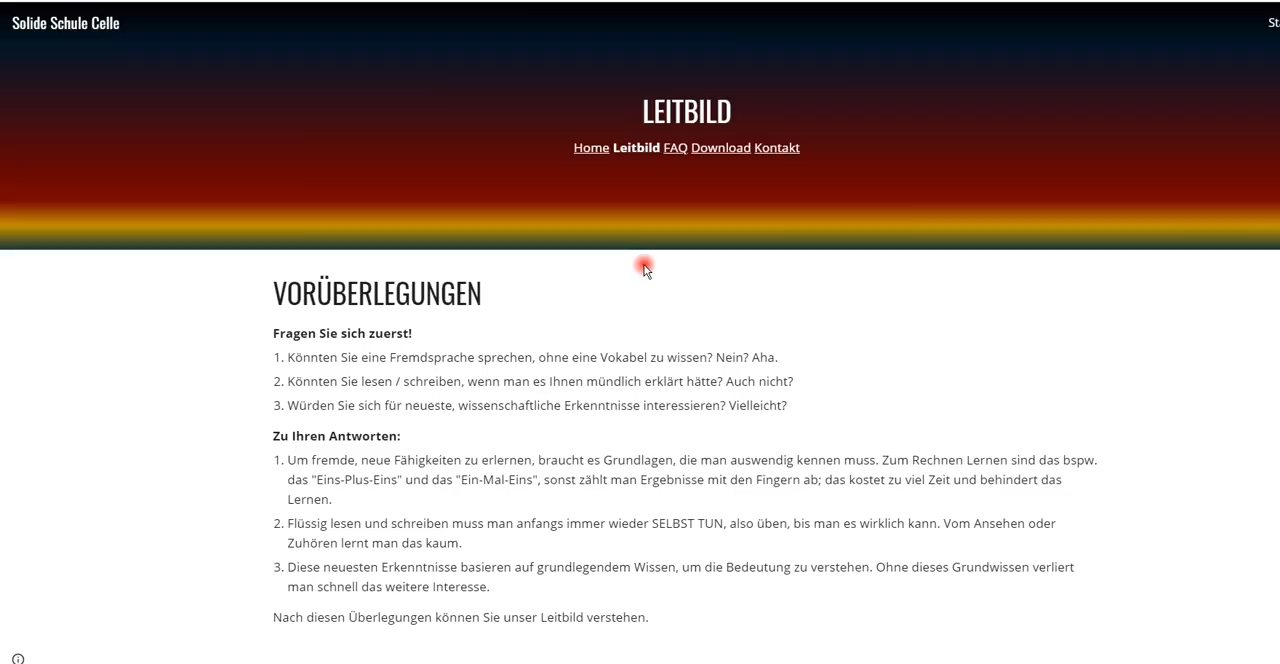 Solide Schule Celle
LEITBILD
Home Leitbild FAQ Download Kontakt
VORÜBERLEGUNGEN
Fragen Sie sich zuerst!
1. Könnten Sie eine Fremdsprache sprechen, ohne eine Vokabel zu wissen? Nein? Aha.
2. Könnten Sie lesen / schreiben, wenn man es Ihnen mündlich erklärt hätte? Auch nicht?
3. Würden Sie sich für neueste, wissenschaftliche Erkenntnisse interessieren? Vielleicht?
Zu Ihren Antworten:
1. Um fremde, neue Fähigkeiten zu erlernen, braucht es Grundlagen, die man auswendig kennen muss. Zum Rechnen Lernen sind das bspw.
das "Eins-Plus-Eins" und das "Ein-Mal-Eins", sonst zählt man Ergebnisse mit den Fingern ab; das kostet zu viel Zeit und behindert das
Lernen.
2. Flüssig lesen und schreiben muss man anfangs immer wieder SELBST TUN, also üben, bis man es wirklich kann. Vom Ansehen oder
Zuhören lernt man das kaum.
3. Diese neuesten Erkenntnisse basieren auf grundlegendem Wissen, um die Bedeutung zu verstehen. Ohne dieses Grundwissen verliert
man schnell das weitere Interesse.
Nach diesen Überlegungen können Sie unser Leitbild verstehen.